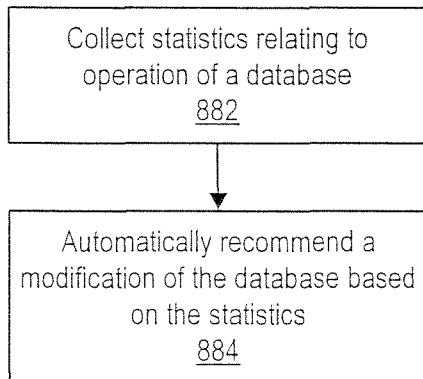 Collect statistics relating to
operation of a database
882
Automatically recommend a
modification of the database based
on the statistics
884